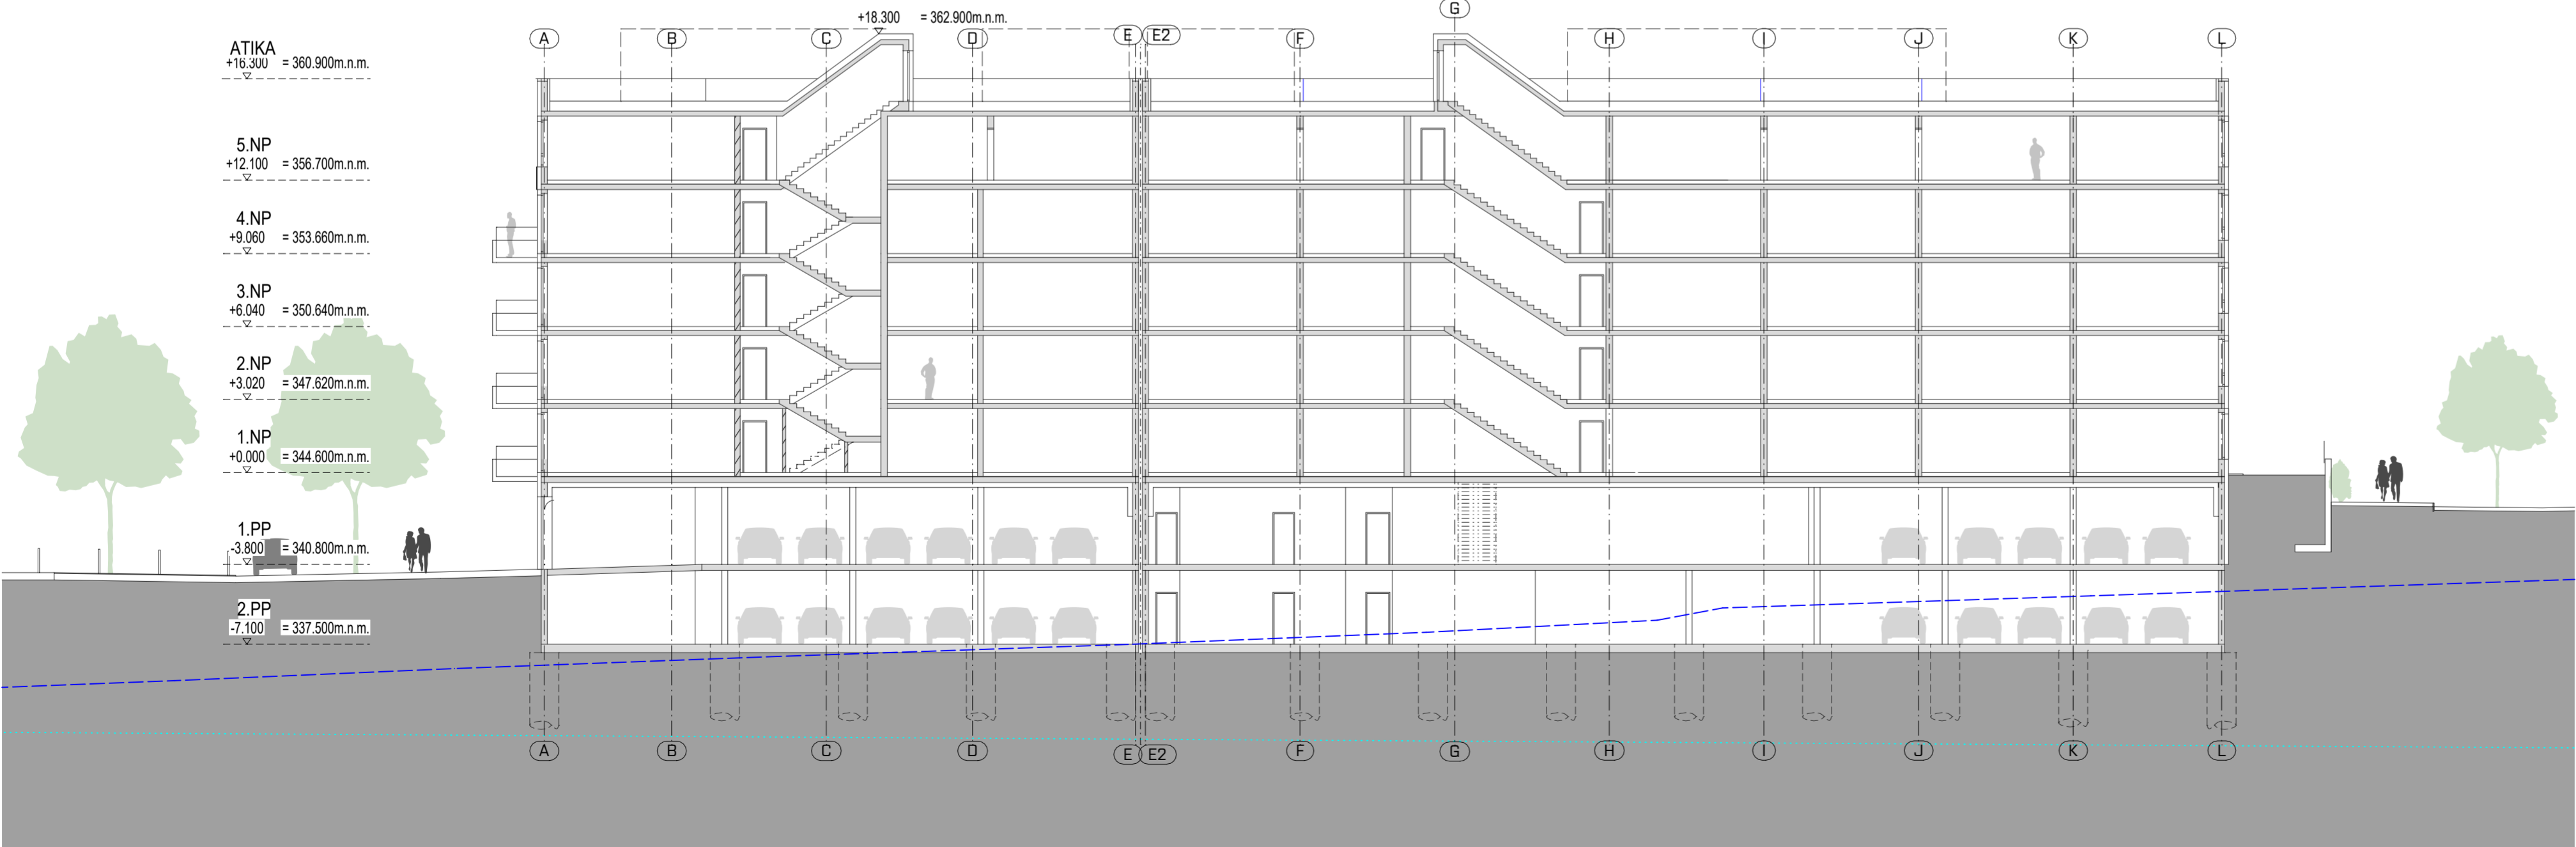 G
+18.300 = 362.900m.n.m.
A B C D E E2 F H I J K L
ATIKA
+16.300 = 360.900m.n.m.
5.NP
+12.100 = 356.700m.n.m.
4.NP
+9.060 = 353.660m.n.m.
3.NP
+6.040 = 350.640m.n.m.
2.NP
+3.020 = 347.620m.n.m.
1.NP
+0.000 = 344.600m.n.m.
1.PP
-3.800 = 340.800m.n.m.
2.PP
-7.100 = 337.500m.n.m.
A B C D E E2 F G H I J K L